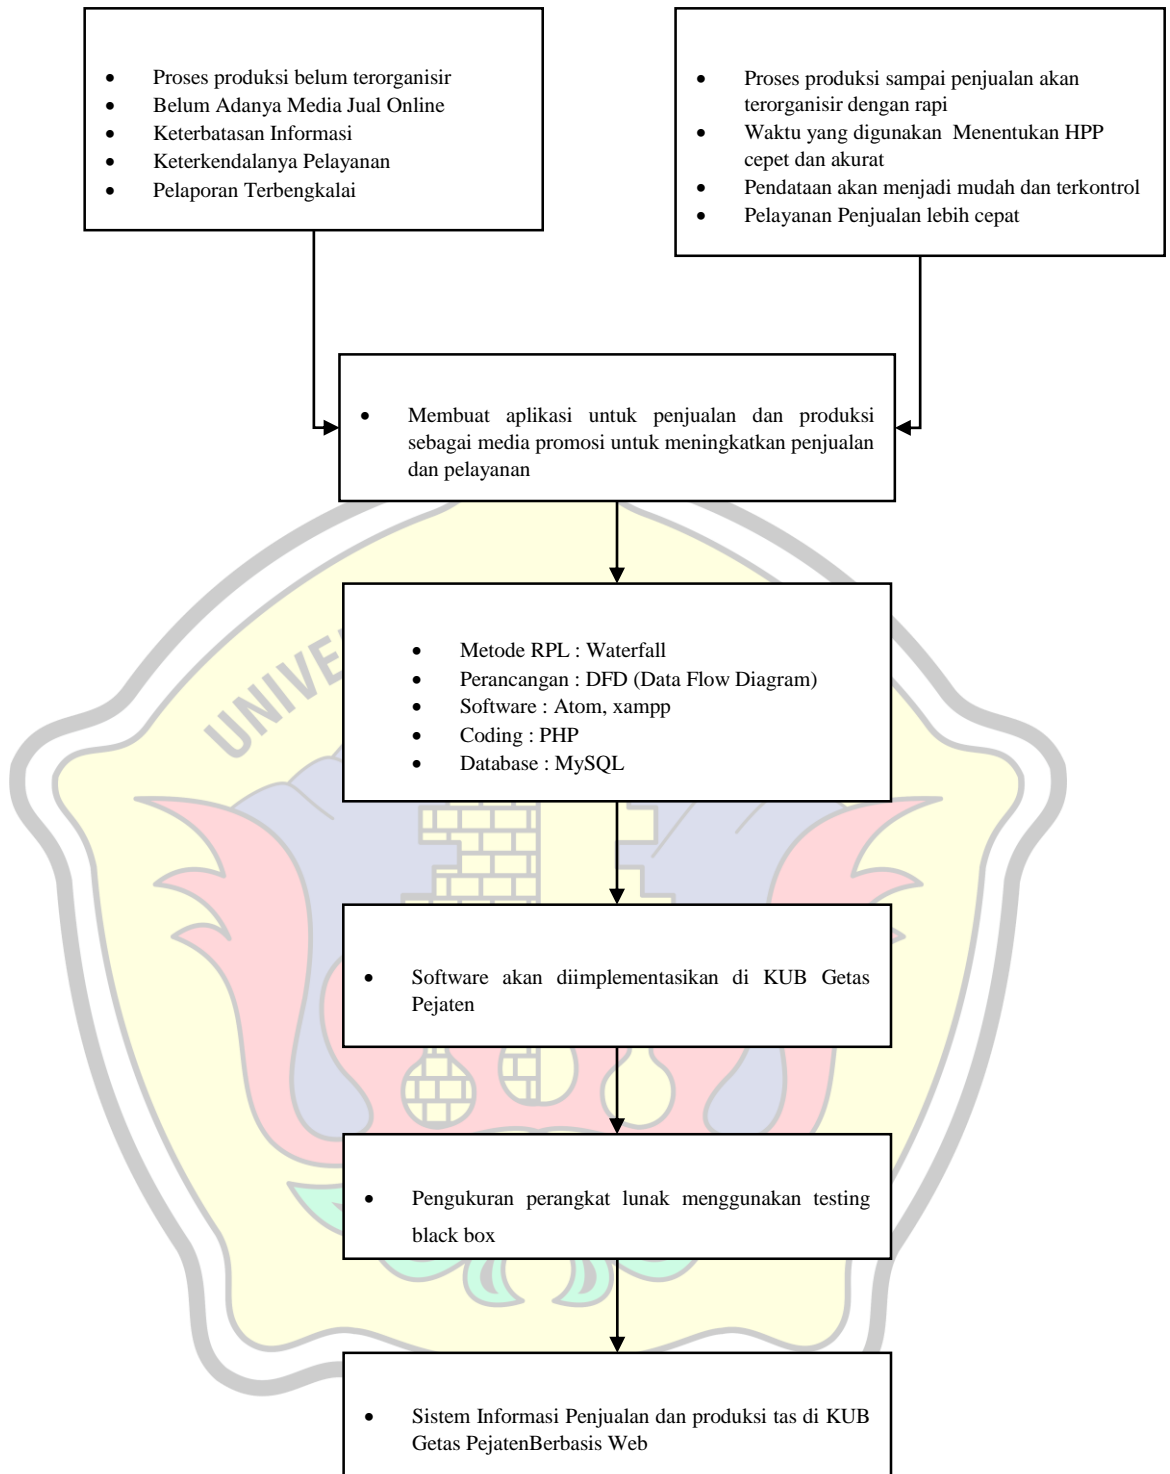 • Proses produksi belum terorganisir
• Belum Adanya Media Jual Online
• Keterbatasan Informasi
• Keterkendalanya Pelayanan
• Pelaporan Terbengkalai
• Proses produksi sampai penjualan akan
terorganisir dengan rapi
• Waktu yang digunakan Menentukan HPP
cepet dan akurat
• Pendataan akan menjadi mudah dan terkontrol
• Pelayanan Penjualan lebih cepat
• Membuat aplikasi untuk penjualan dan produksi
sebagai media promosi untuk meningkatkan penjualan
dan pelayanan
• Metode RPL : Waterfall
• Perancangan : DFD (Data Flow Diagram)
• Software : Atom, xampp
• Coding : PHP
• Database : MySQL
• Software akan diimplementasikan di KUB Getas
Pejaten
• Pengukuran perangkat lunak menggunakan testing
black box
• Sistem Informasi Penjualan dan produksi tas di KUB
Getas PejatenBerbasis Web